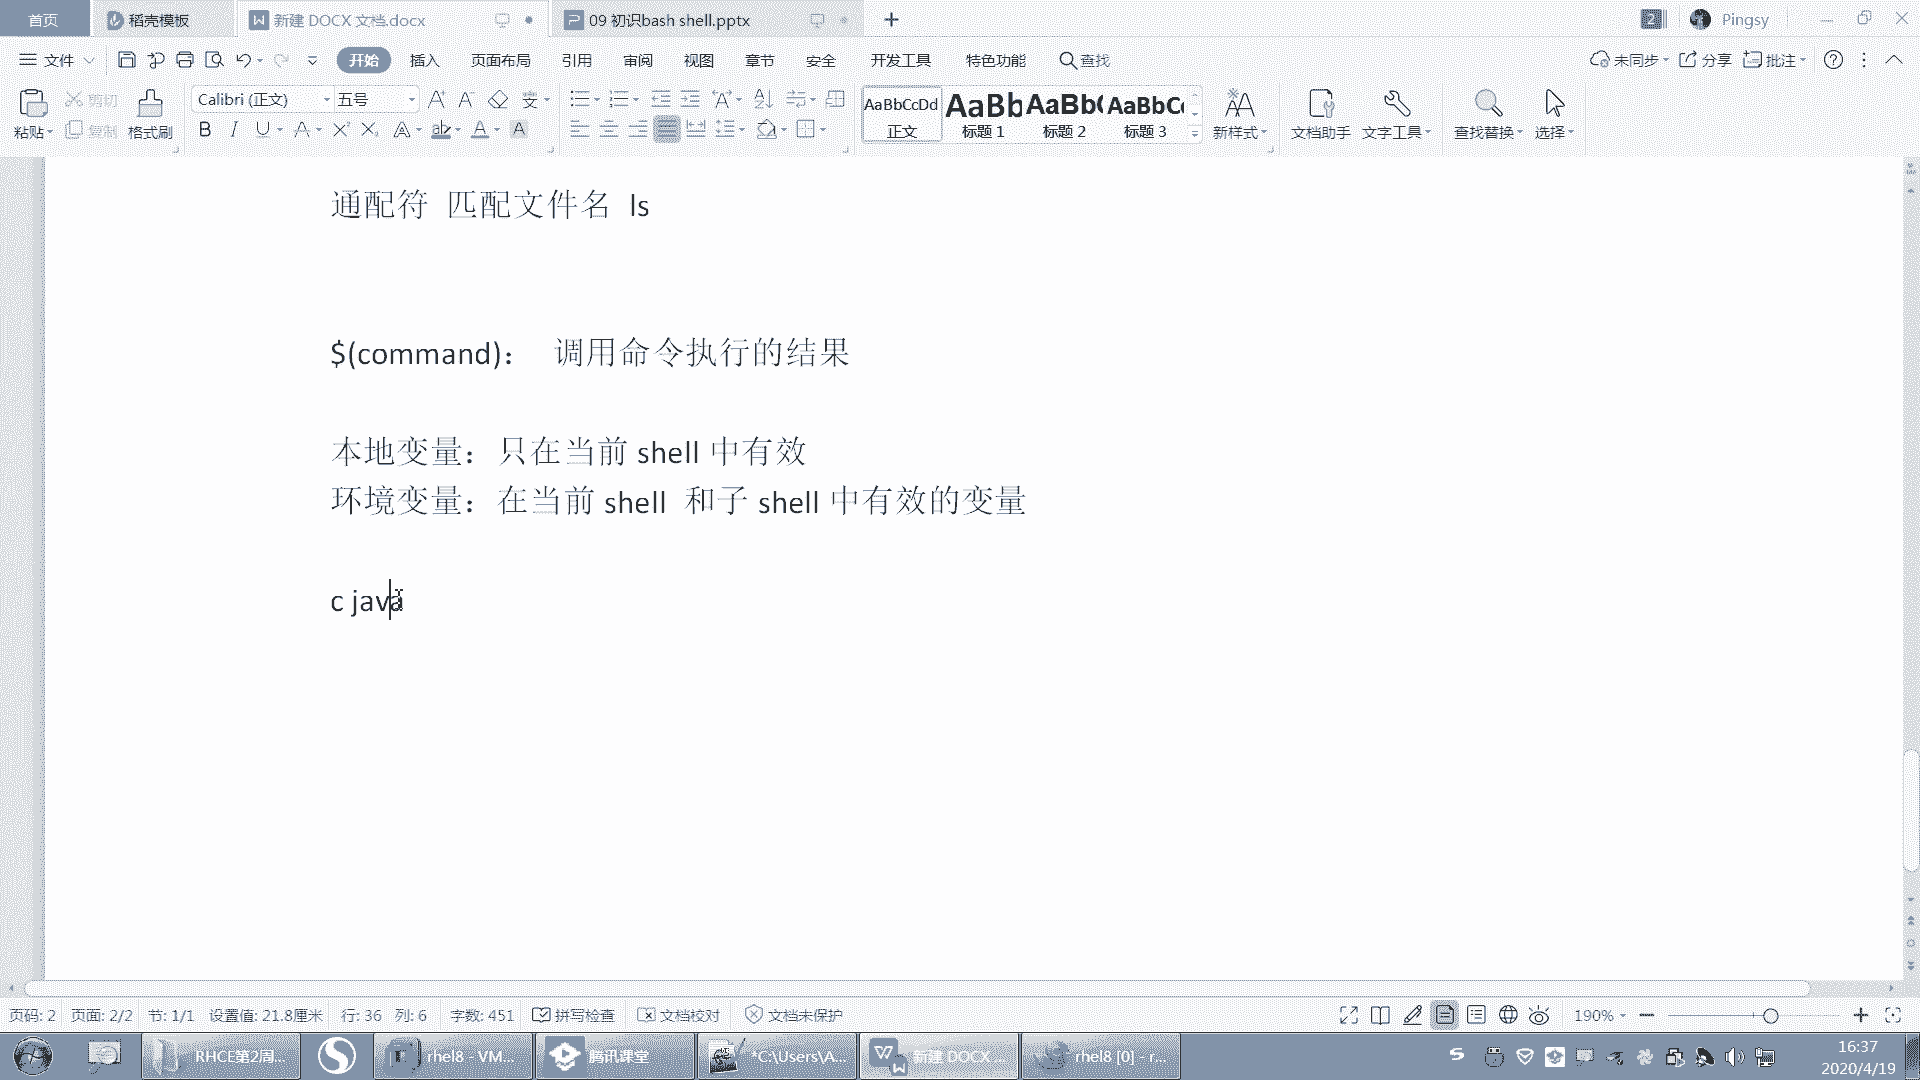 首页 稻壳模板 新建 DOCX 文档.docx 09 初识bash shell.pptx 2 Pingsy
文件 开始 插入 页面布局 引用 审阅 视图 章节 安全 开发工具 特色功能 查找 未同步 分享 批注
粘贴 剪切 复制 格式刷 Calibri (正文) 五号
AaBbCcDd AaBb AaBb( AaBbC
正文 标题 1 标题 2 标题 3 新样式 文档助手 文字工具 查找替换 选择
通配符 匹配文件名 ls
$(command)： 调用命令执行的结果
本地变量：只在当前 shell 中有效
环境变量：在当前 shell 和子 shell 中有效的变量
c java
页码: 2 页面: 2/2 节: 1/1 设置值: 21.8厘米 行: 36 列: 6 字数: 451 拼写检查 文档校对 文档未保护 190%
RHCE第2周... rhel8 - VM... 腾讯课堂 *C:\Users\A... 新建 DOCX ... rhel8 [0] - r...
16:37
2020/4/19